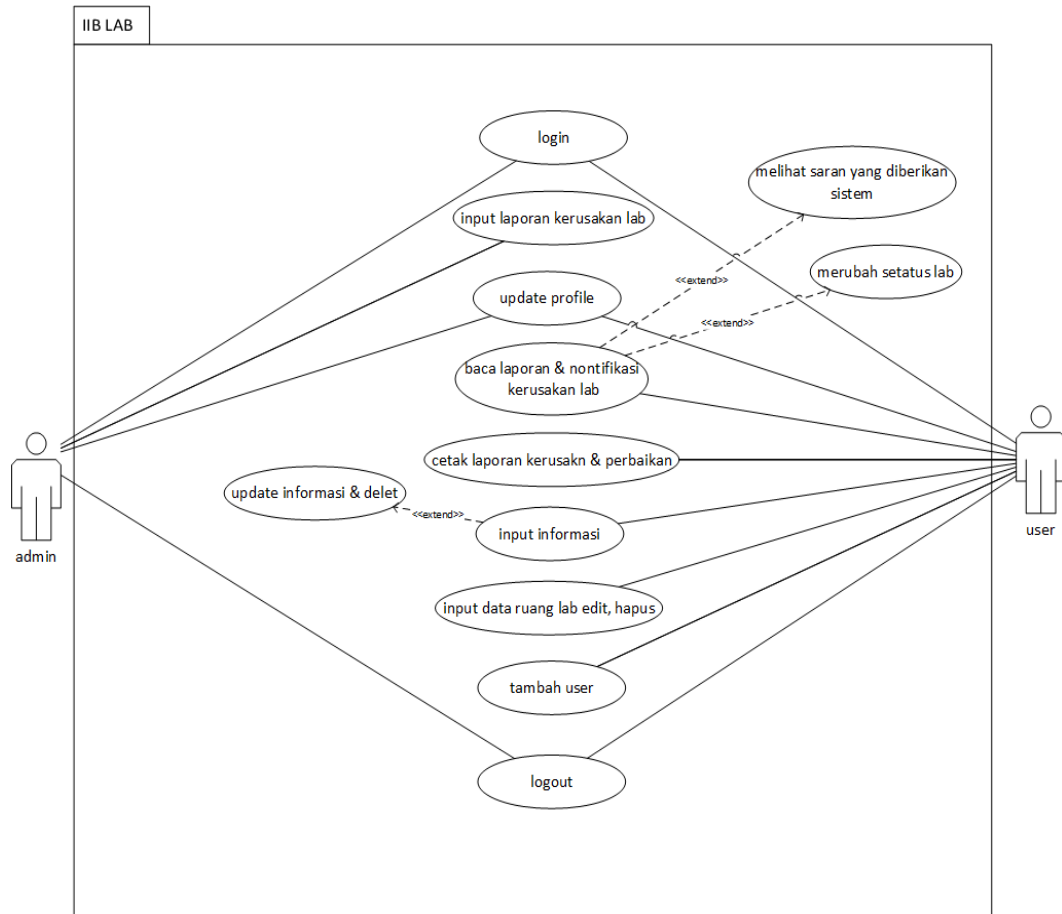 IIB LAB
login
melihat saran yang diberikan
sistem
input laporan kerusakan lab
merubah setatus lab
<<extend>>
update profile
<<extend>>
baca laporan & nontifikasi
kerusakan lab
cetak laporan kerusakn & perbaikan
update informasi & delet
<<extend>>
input informasi
admin
user
input data ruang lab edit, hapus
tambah user
logout